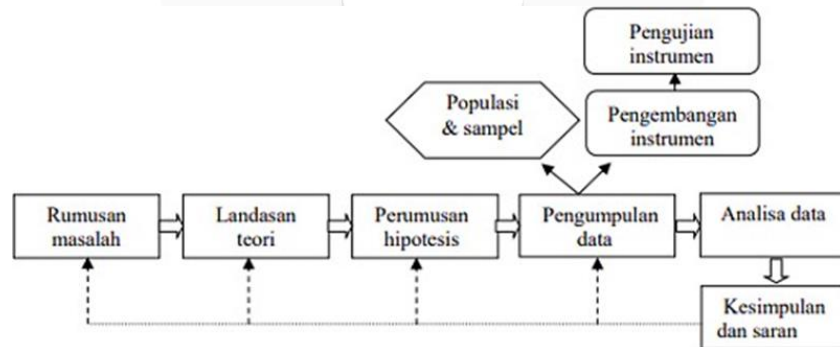 Pengujian
instrumen
Populasi
& sampel
Pengembangan
instrumen
Rumusan
masalah
Landasan
teori
Perumusan
hipotesis
Pengumpulan
data
Analisa data
Kesimpulan
dan saran